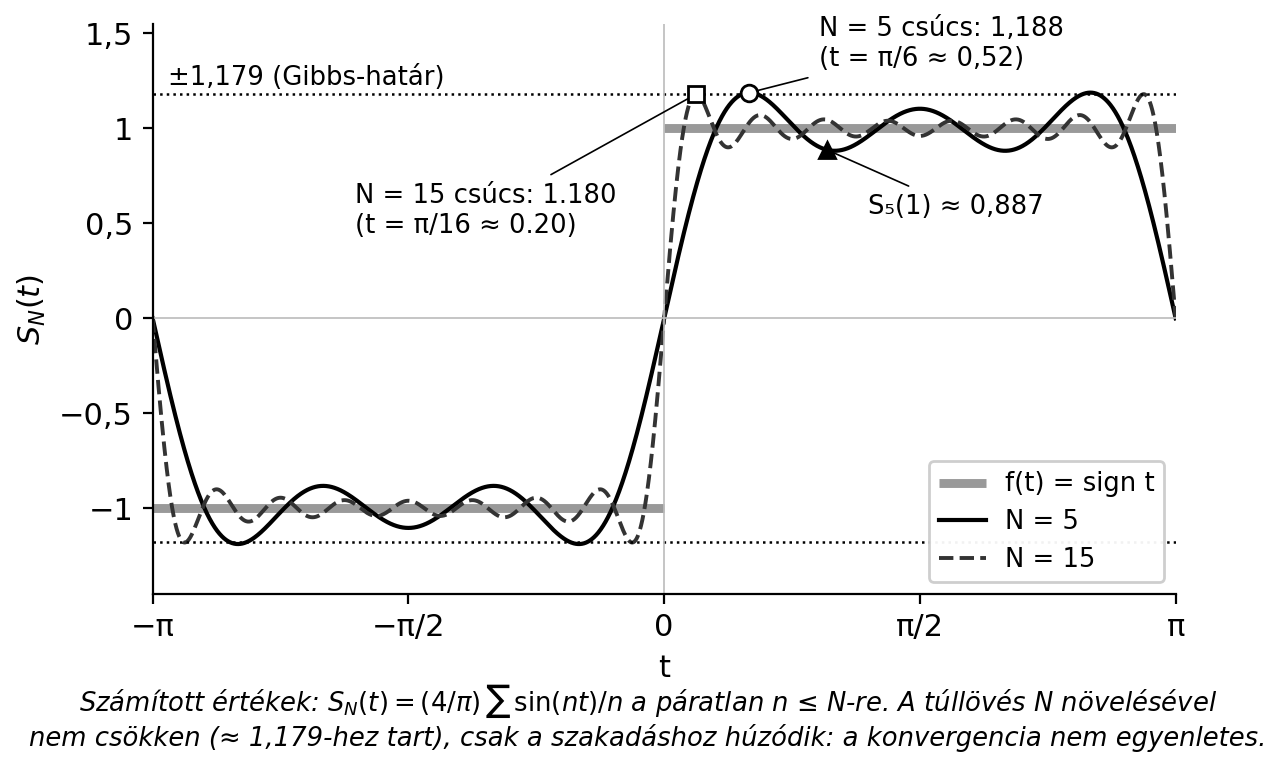 N = 5 csúcs: 1,188
(t = π/6 ≈ 0,52)
±1,179 (Gibbs-határ)
N = 15 csúcs: 1.180
(t = π/16 ≈ 0.20)
S₅(1) ≈ 0,887
1,5
1
0,5
0
−0,5
−1
S_N(t)
f(t) = sign t
N = 5
N = 15
−π
−π/2
0
π/2
π
t
Számított értékek: S_N(t) = (4/π) ∑ sin(nt)/n a páratlan n ≤ N-re. A túllövés N növelésével
nem csökken (≈ 1,179-hez tart), csak a szakadáshoz húzódik: a konvergencia nem egyenletes.